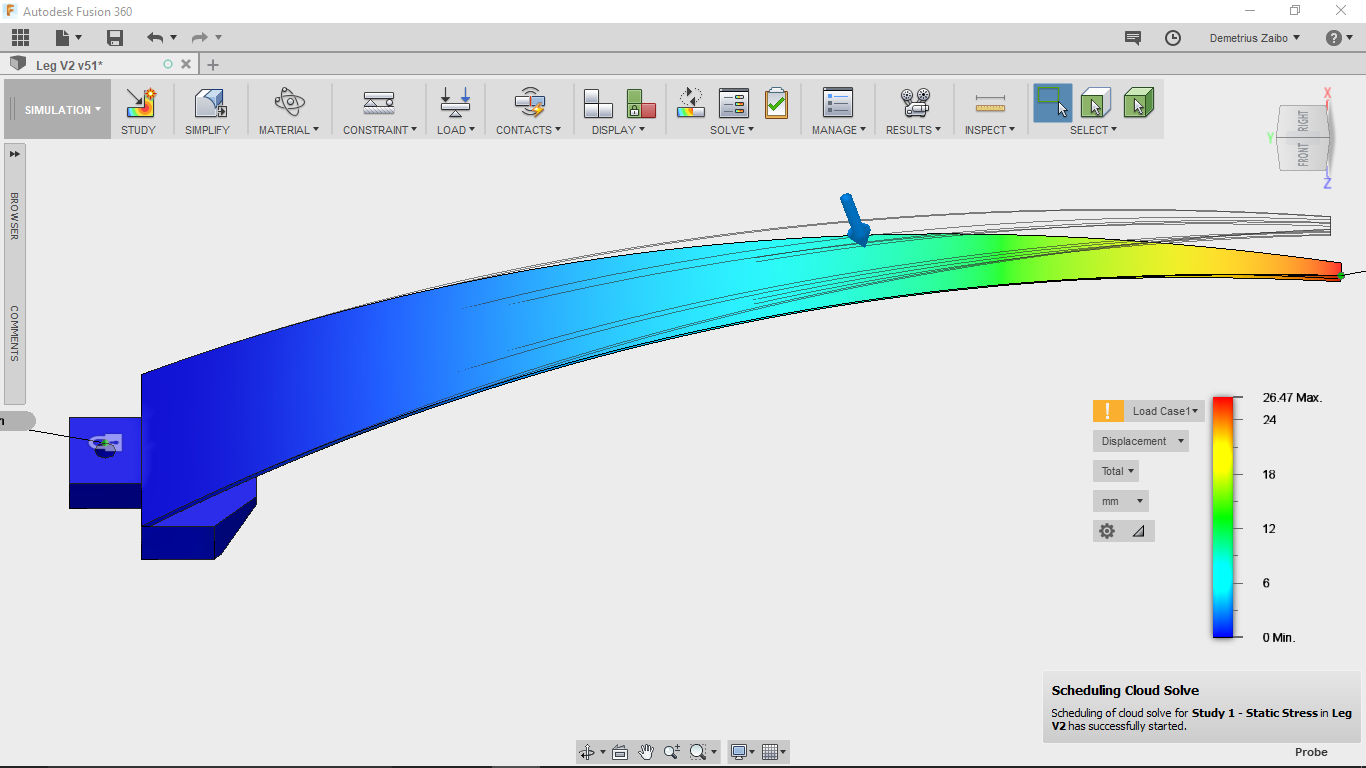 Autodesk Fusion 360
Demetrius Zaibo
Leg V2 v51*
SIMULATION
STUDY
SIMPLIFY
MATERIAL
CONSTRAINT
LOAD
CONTACTS
DISPLAY
SOLVE
MANAGE
RESULTS
INSPECT
SELECT
X
Y
RIGHT
FRONT
Z
BROWSER
COMMENTS
Load Case1
Displacement
Total
mm
26.47 Max.
24
18
12
6
0 Min.
Scheduling Cloud Solve
Scheduling of cloud solve for Study 1 - Static Stress in Leg
V2 has successfully started.
Probe